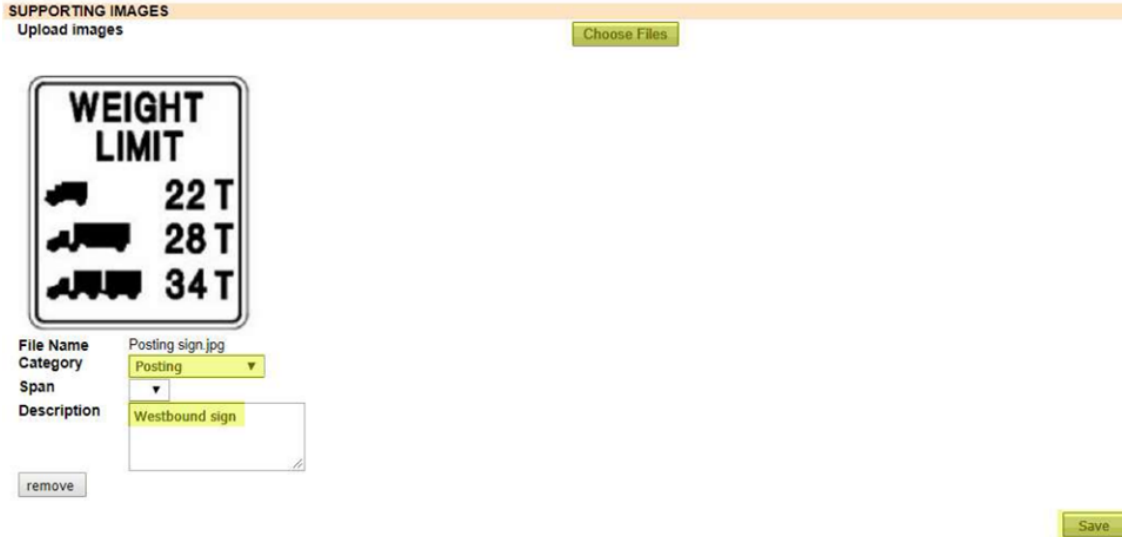 SUPPORTING IMAGES
Upload images Choose Files
WEIGHT
LIMIT
22 T
28 T
34 T
File Name Posting sign.jpg
Category Posting
Span
Description Westbound sign
remove
Save